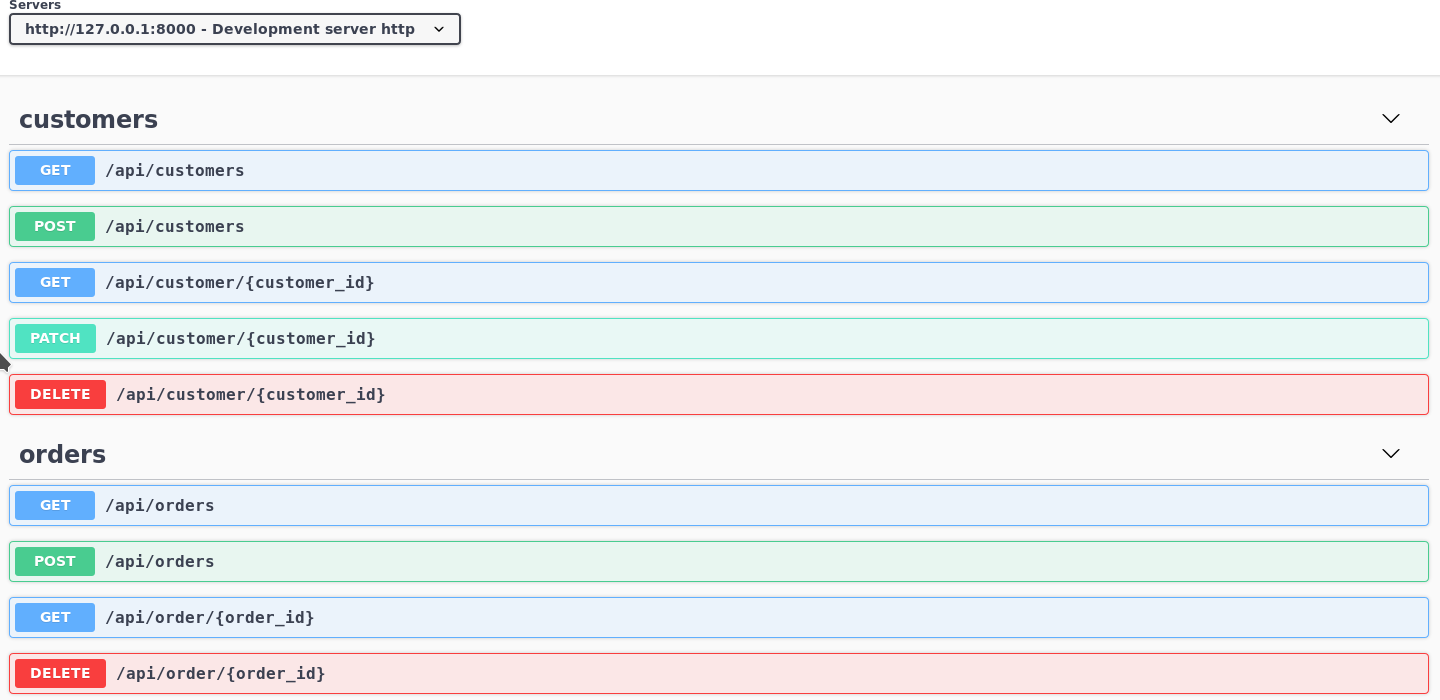 Servers
http://127.0.0.1:8000 - Development server http
customers
GET /api/customers
POST /api/customers
GET /api/customer/{customer_id}
PATCH /api/customer/{customer_id}
DELETE /api/customer/{customer_id}
orders
GET /api/orders
POST /api/orders
GET /api/order/{order_id}
DELETE /api/order/{order_id}